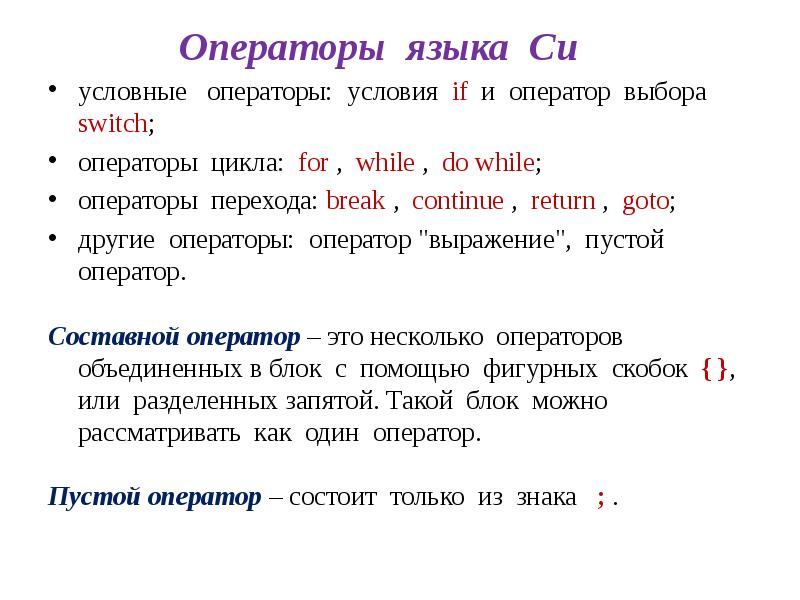 Операторы языка Си
• условные операторы: условия if и оператор выбора
switch;
• операторы цикла: for , while , do while;
• операторы перехода: break , continue , return , goto;
• другие операторы: оператор "выражение", пустой
оператор.
Составной оператор – это несколько операторов
объединенных в блок с помощью фигурных скобок {},
или разделенных запятой. Такой блок можно
рассматривать как один оператор.
Пустой оператор – состоит только из знака ; .